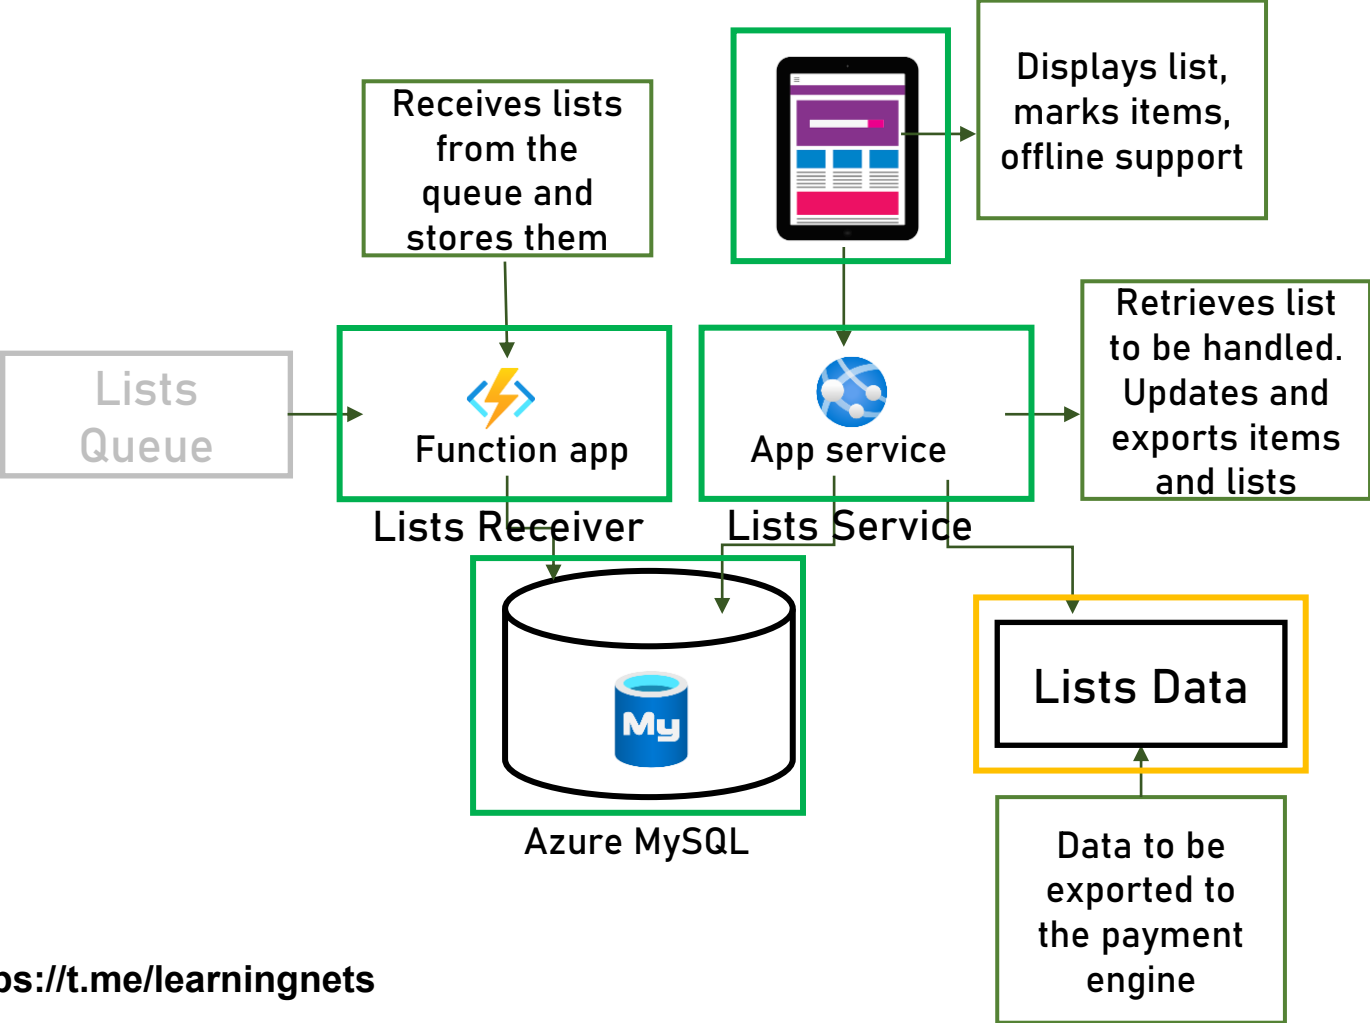 Displays list,
marks items,
offline support
Receives lists
from the
queue and
stores them
Retrieves list
to be handled.
Updates and
exports items
and lists
Lists
Queue
Function app
App service
Lists Receiver
Lists Service
My
Lists Data
Azure MySQL
Data to be
exported to
the payment
engine
ps://t.me/learningnets